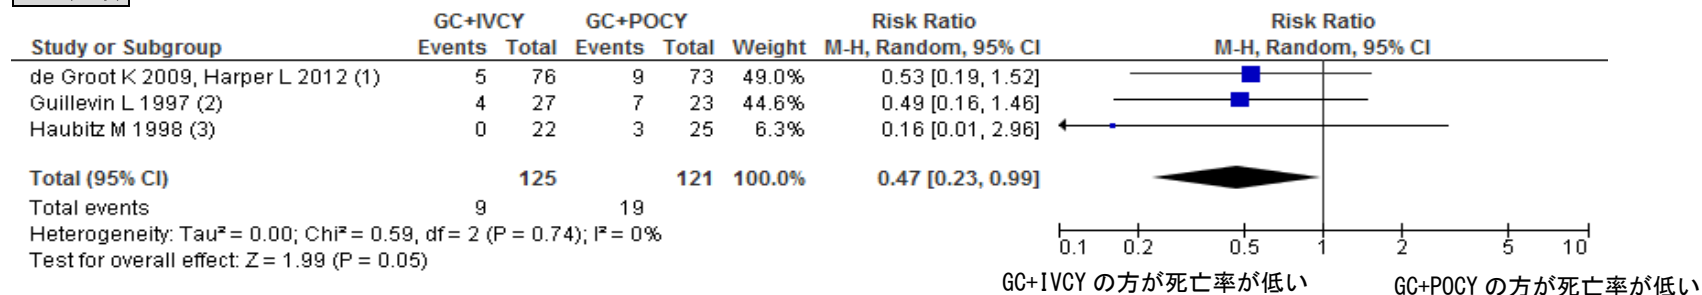 GC+IVCY GC+POCY Risk Ratio Risk Ratio
Study or Subgroup Events Total Events Total Weight M-H, Random, 95% CI M-H, Random, 95% CI
de Groot K 2009, Harper L 2012 (1) 5 76 9 73 49.0% 0.53 [0.19, 1.52]
Guillevin L 1997 (2) 4 27 7 23 44.6% 0.49 [0.16, 1.46]
Haubitz M 1998 (3) 0 22 3 25 6.3% 0.16 [0.01, 2.96]
Total (95% CI) 125 121 100.0% 0.47 [0.23, 0.99]
Total events 9 19
Heterogeneity: Tau² = 0.00; Chi² = 0.59, df = 2 (P = 0.74); I² = 0%
Test for overall effect: Z = 1.99 (P = 0.05)
0.1 0.2 0.5 1 2 5 10
GC+IVCY の方が死亡率が低い GC+POCY の方が死亡率が低い